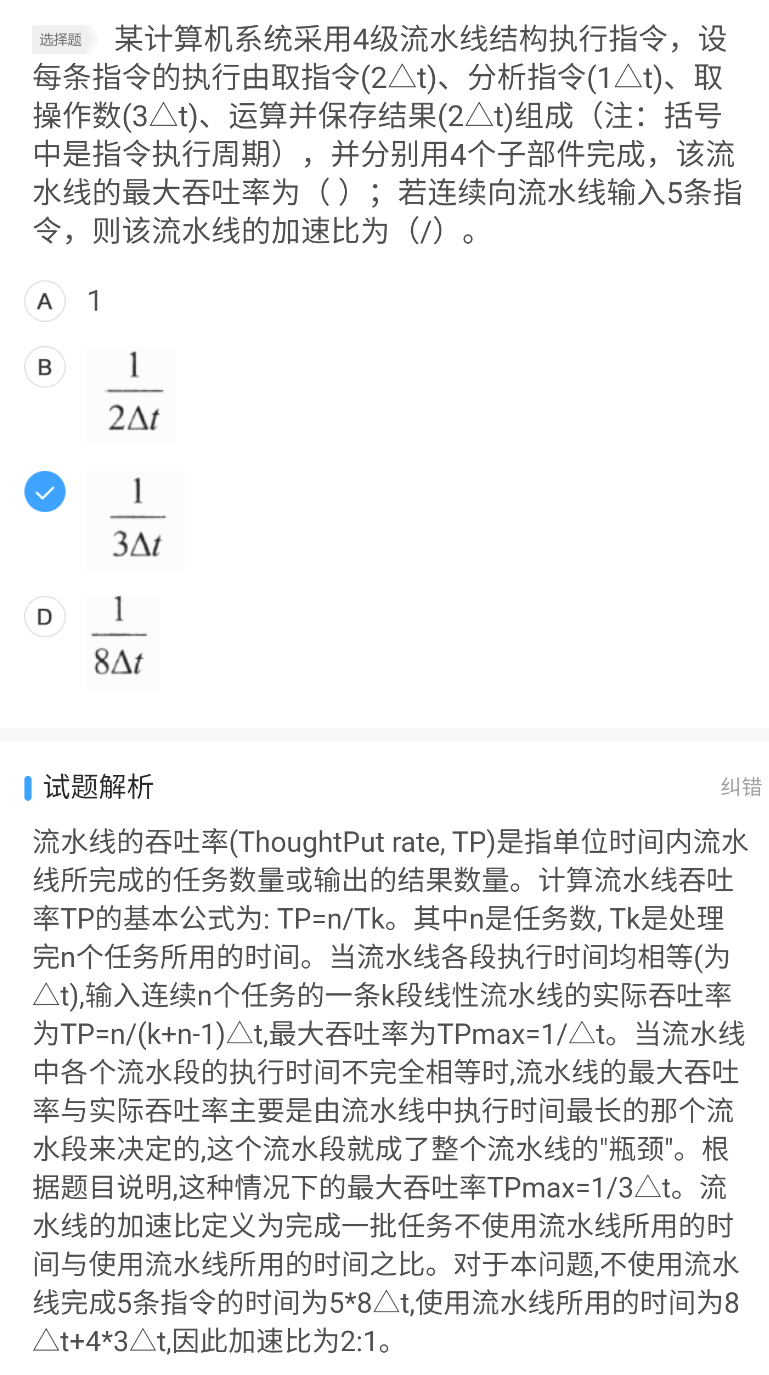 选择题 某计算机系统采用4级流水线结构执行指令，设
每条指令的执行由取指令(2△t)、分析指令(1△t)、取
操作数(3△t)、运算并保存结果(2△t)组成（注：括号
中是指令执行周期），并分别用4个子部件完成，该流
水线的最大吞吐率为（ ）；若连续向流水线输入5条指
令，则该流水线的加速比为（/）。
A 1
B 1
2Δt
1
3Δt
D 1
8Δt
试题解析 纠错
流水线的吞吐率(ThoughtPut rate, TP)是指单位时间内流水
线所完成的任务数量或输出的结果数量。计算流水线吞吐
率TP的基本公式为: TP=n/Tk。其中n是任务数, Tk是处理
完n个任务所用的时间。当流水线各段执行时间均相等(为
△t),输入连续n个任务的一条k段线性流水线的实际吞吐率
为TP=n/(k+n-1)△t,最大吞吐率为TPmax=1/△t。当流水线
中各个流水段的执行时间不完全相等时,流水线的最大吞吐
率与实际吞吐率主要是由流水线中执行时间最长的那个流
水段来决定的,这个流水段就成了整个流水线的"瓶颈"。根
据题目说明,这种情况下的最大吞吐率TPmax=1/3△t。流
水线的加速比定义为完成一批任务不使用流水线所用的时
间与使用流水线所用的时间之比。对于本问题,不使用流水
线完成5条指令的时间为5*8△t,使用流水线所用的时间为8
△t+4*3△t,因此加速比为2:1。